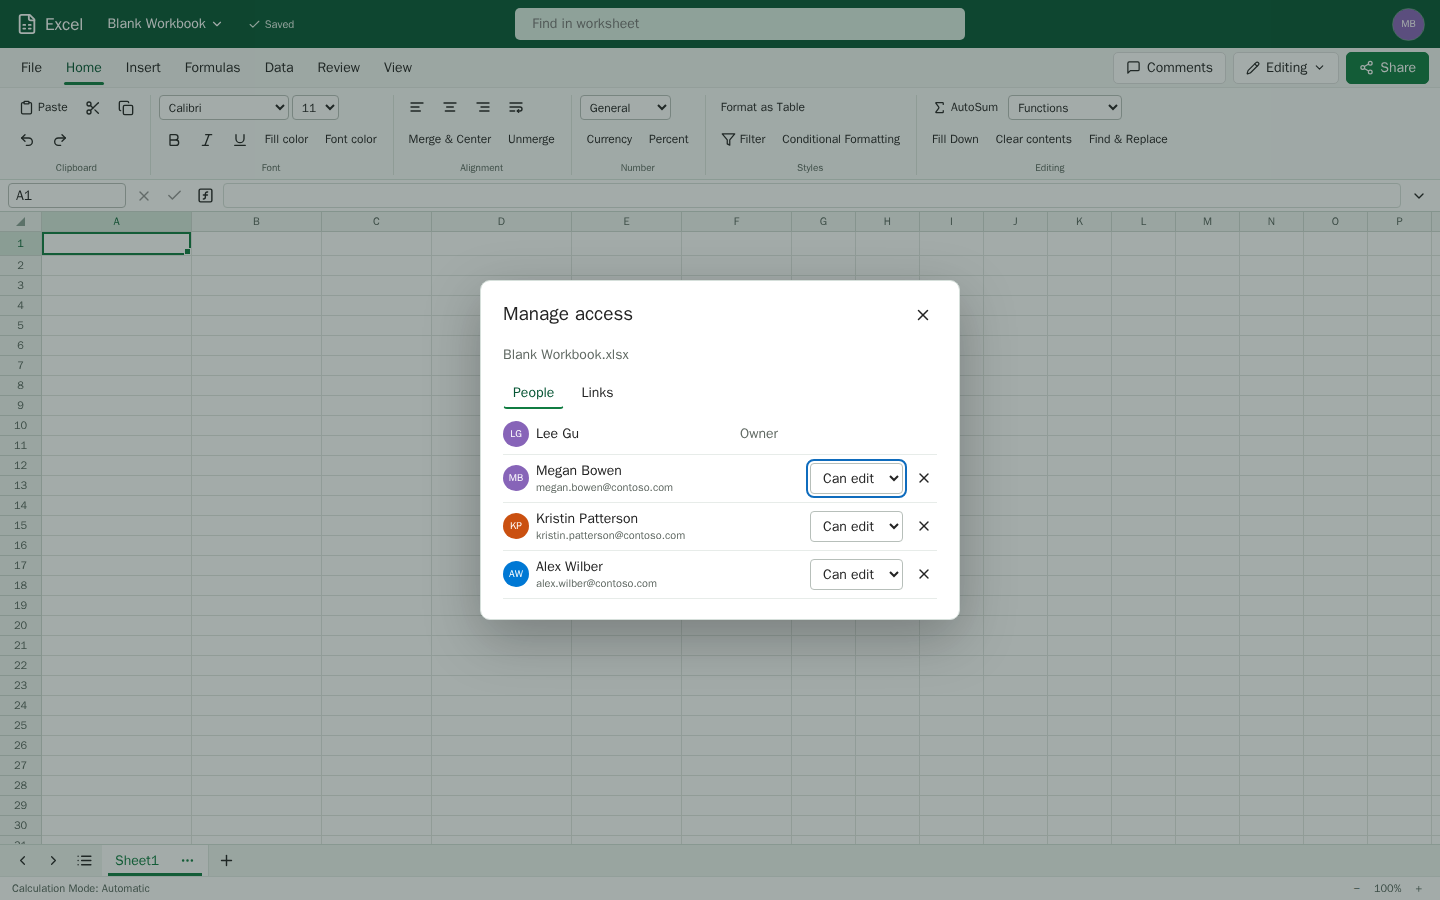 Excel
Blank Workbook
Saved
Find in worksheet
MB
File Home Insert Formulas Data Review View
Comments Editing Share
Paste Calibri 11 General Format as Table AutoSum Functions
B I U Fill color Font color Merge & Center Unmerge Currency Percent Filter Conditional Formatting Fill Down Clear contents Find & Replace
Clipboard Font Alignment Number Styles Editing
A1
A B C D E F G H I J K L M N O P
1
2
3
4
5
6
7
8
9
10
11
12
13
14
15
16
17
18
19
20
21
22
23
24
25
26
27
28
29
30
Manage access
Blank Workbook.xlsx
People Links
LG Lee Gu Owner
MB Megan Bowen Can edit
megan.bowen@contoso.com
KP Kristin Patterson Can edit
kristin.patterson@contoso.com
AW Alex Wilber Can edit
alex.wilber@contoso.com
Sheet1
Calculation Mode: Automatic
− 100% +